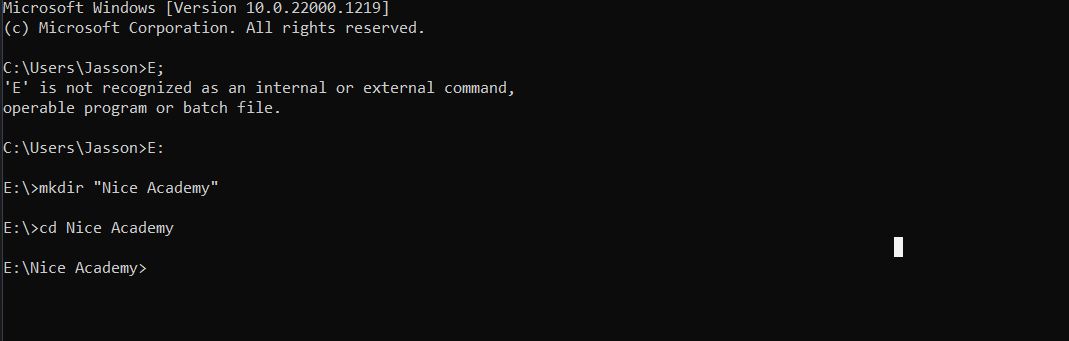 Microsoft Windows [Version 10.0.22000.1219]
(c) Microsoft Corporation. All rights reserved.
C:\Users\Jasson>E;
'E' is not recognized as an internal or external command,
operable program or batch file.
C:\Users\Jasson>E:
E:\>mkdir "Nice Academy"
E:\>cd Nice Academy
E:\Nice Academy>